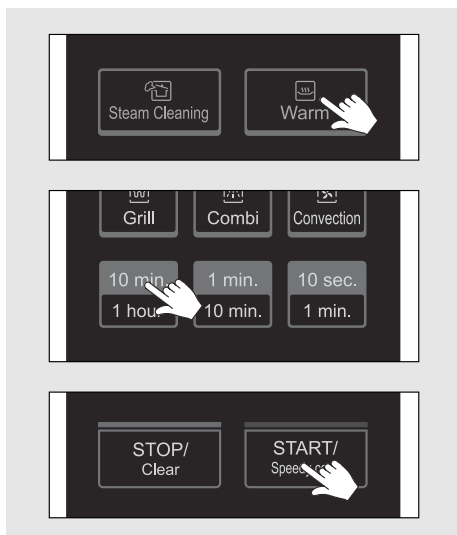 Steam Cleaning
Warm
Grill
Combi
Convection
10 min.
1 min.
10 sec.
1 hour
10 min.
1 min.
STOP/
Clear
START/
Speedy